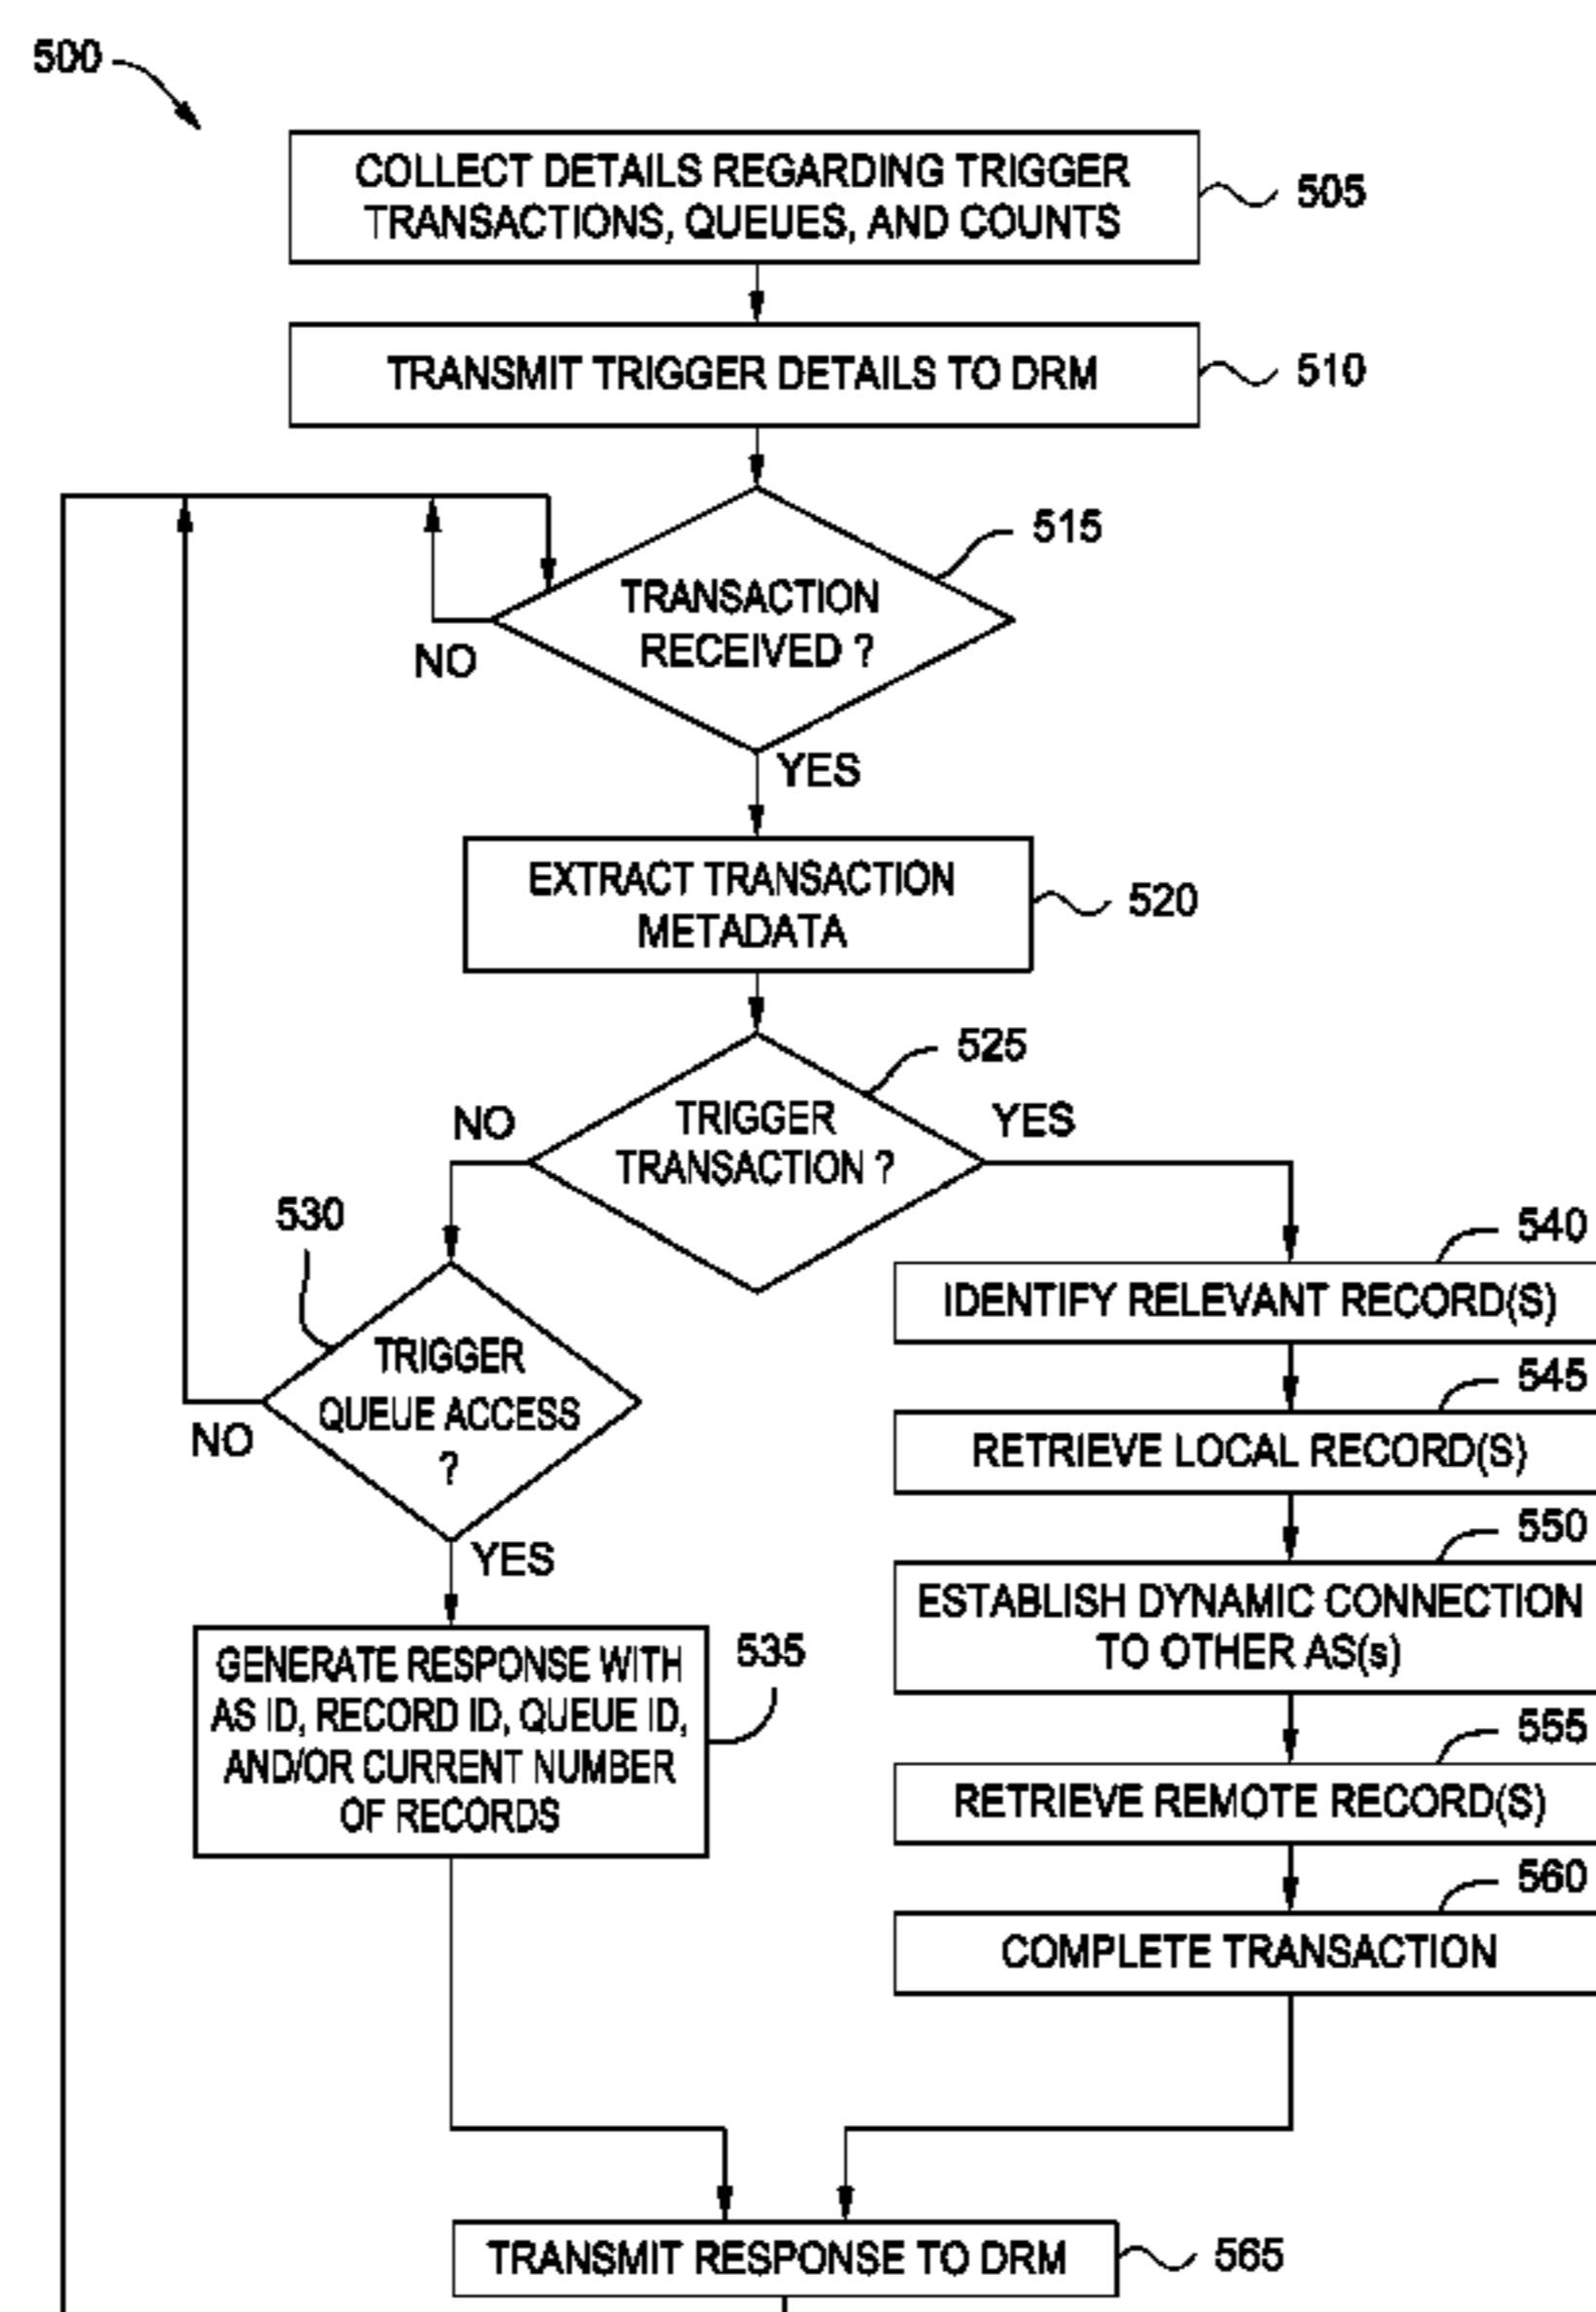 500
COLLECT DETAILS REGARDING TRIGGER
TRANSACTIONS, QUEUES, AND COUNTS
505
TRANSMIT TRIGGER DETAILS TO DRM
510
515
TRANSACTION
RECEIVED ?
NO
YES
EXTRACT TRANSACTION
METADATA
520
525
TRIGGER
TRANSACTION ?
NO
YES
530
TRIGGER
QUEUE ACCESS
?
NO
YES
GENERATE RESPONSE WITH
AS ID, RECORD ID, QUEUE ID,
AND/OR CURRENT NUMBER
OF RECORDS
535
540
IDENTIFY RELEVANT RECORD(S)
545
RETRIEVE LOCAL RECORD(S)
550
ESTABLISH DYNAMIC CONNECTION
TO OTHER AS(s)
555
RETRIEVE REMOTE RECORD(S)
560
COMPLETE TRANSACTION
TRANSMIT RESPONSE TO DRM
565